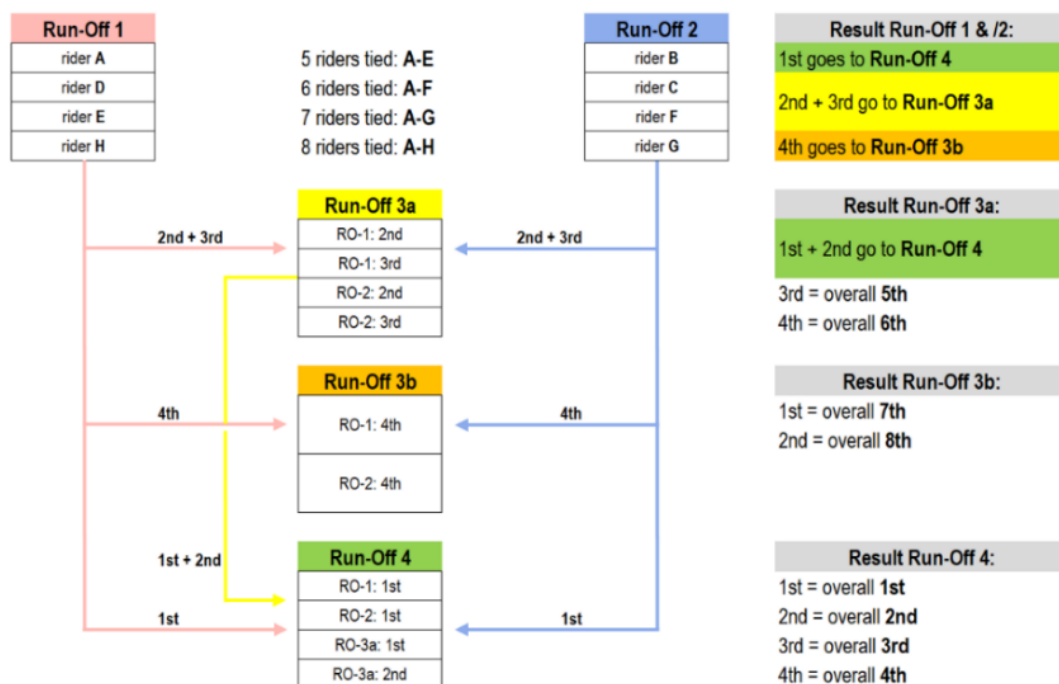 Run-Off 1
rider A
rider D
rider E
rider H
5 riders tied: A-E
6 riders tied: A-F
7 riders tied: A-G
8 riders tied: A-H
Run-Off 2
rider B
rider C
rider F
rider G
Result Run-Off 1 & /2:
1st goes to Run-Off 4
2nd + 3rd go to Run-Off 3a
4th goes to Run-Off 3b
2nd + 3rd
Run-Off 3a
RO-1: 2nd
RO-1: 3rd
RO-2: 2nd
RO-2: 3rd
2nd + 3rd
Result Run-Off 3a:
1st + 2nd go to Run-Off 4
3rd = overall 5th
4th = overall 6th
4th
Run-Off 3b
RO-1: 4th
RO-2: 4th
4th
Result Run-Off 3b:
1st = overall 7th
2nd = overall 8th
1st + 2nd
1st
Run-Off 4
RO-1: 1st
RO-2: 1st
RO-3a: 1st
RO-3a: 2nd
1st
Result Run-Off 4:
1st = overall 1st
2nd = overall 2nd
3rd = overall 3rd
4th = overall 4th